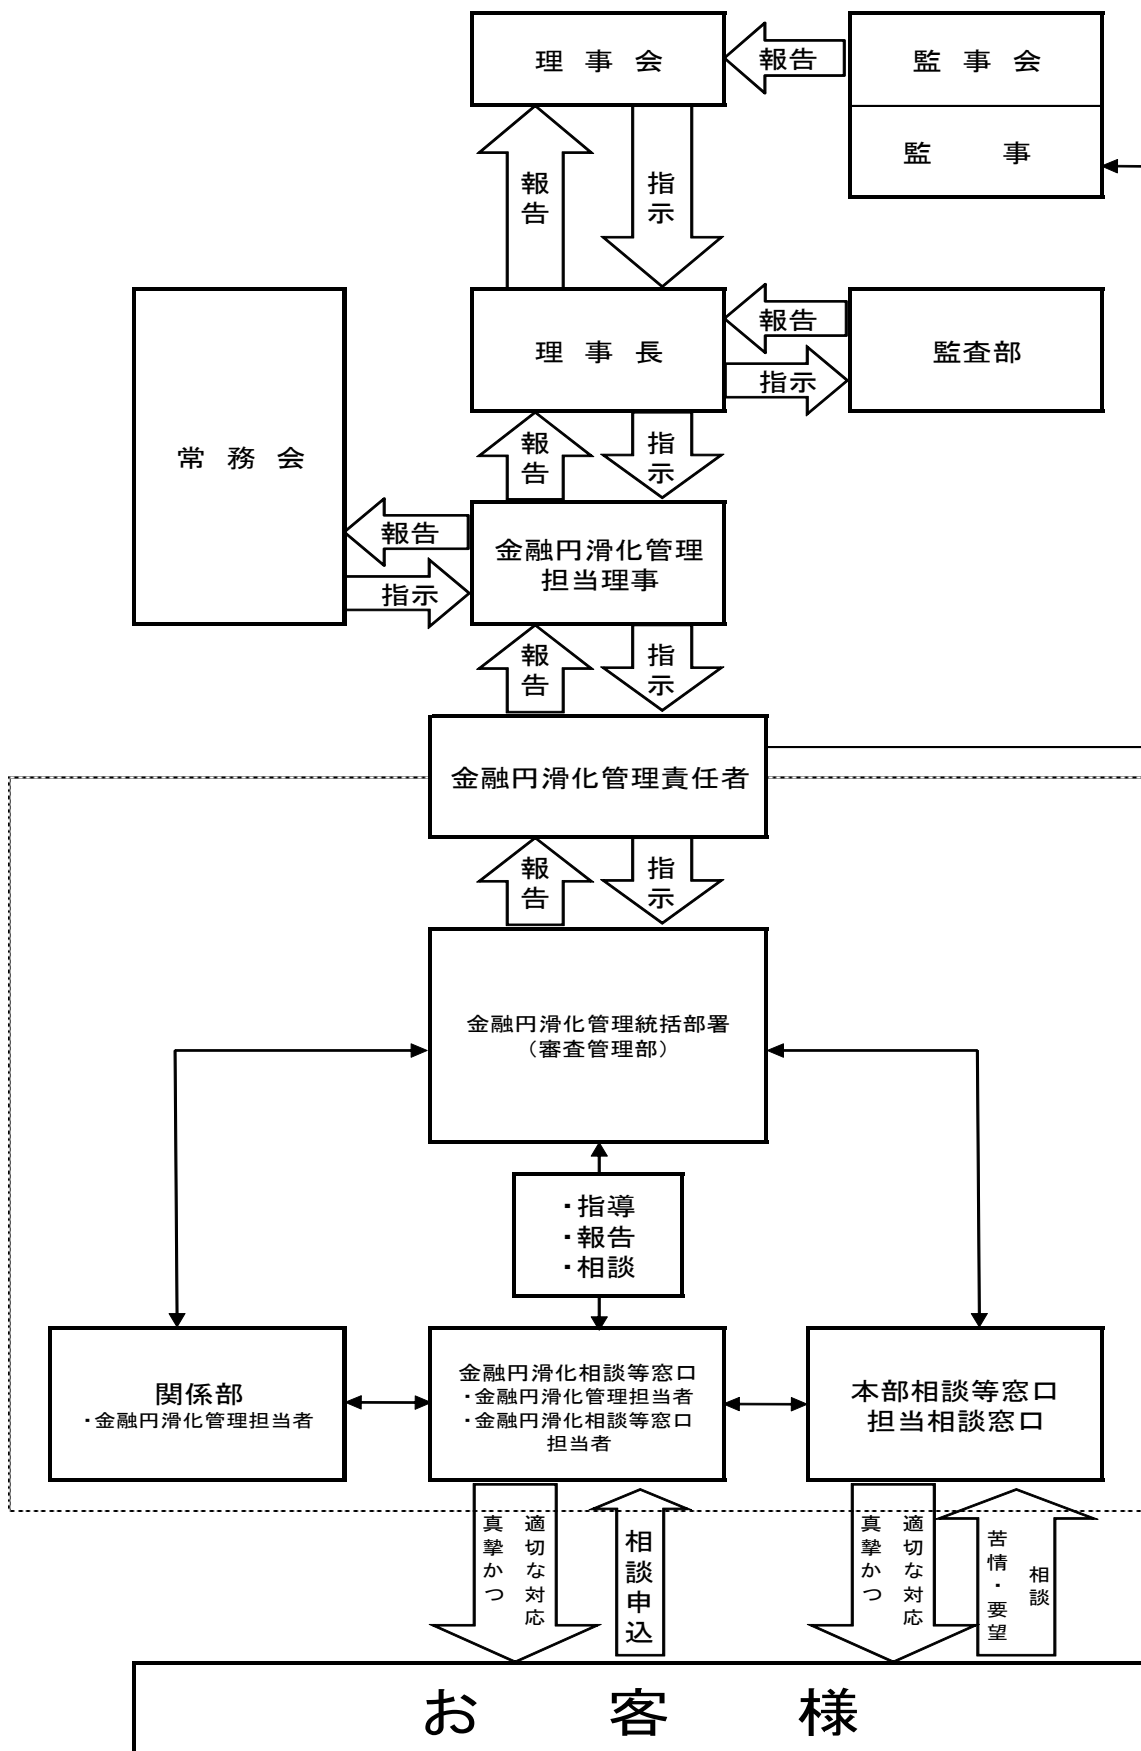 理事会
報告
監事会
監事
報告
指示
理事長
報告
指示
監査部
常務会
報告
指示
報告
指示
金融円滑化管理
担当理事
報告
指示
金融円滑化管理責任者
報告
指示
金融円滑化管理統括部署
（審査管理部）
・指導
・報告
・相談
関係部
・金融円滑化管理担当者
金融円滑化相談等窓口
・金融円滑化管理担当者
・金融円滑化相談等窓口
担当者
本部相談等窓口
担当相談窓口
真摯かつ
適切な対応
相談申込
真摯かつ
適切な対応
苦情・要望
相談
お客様